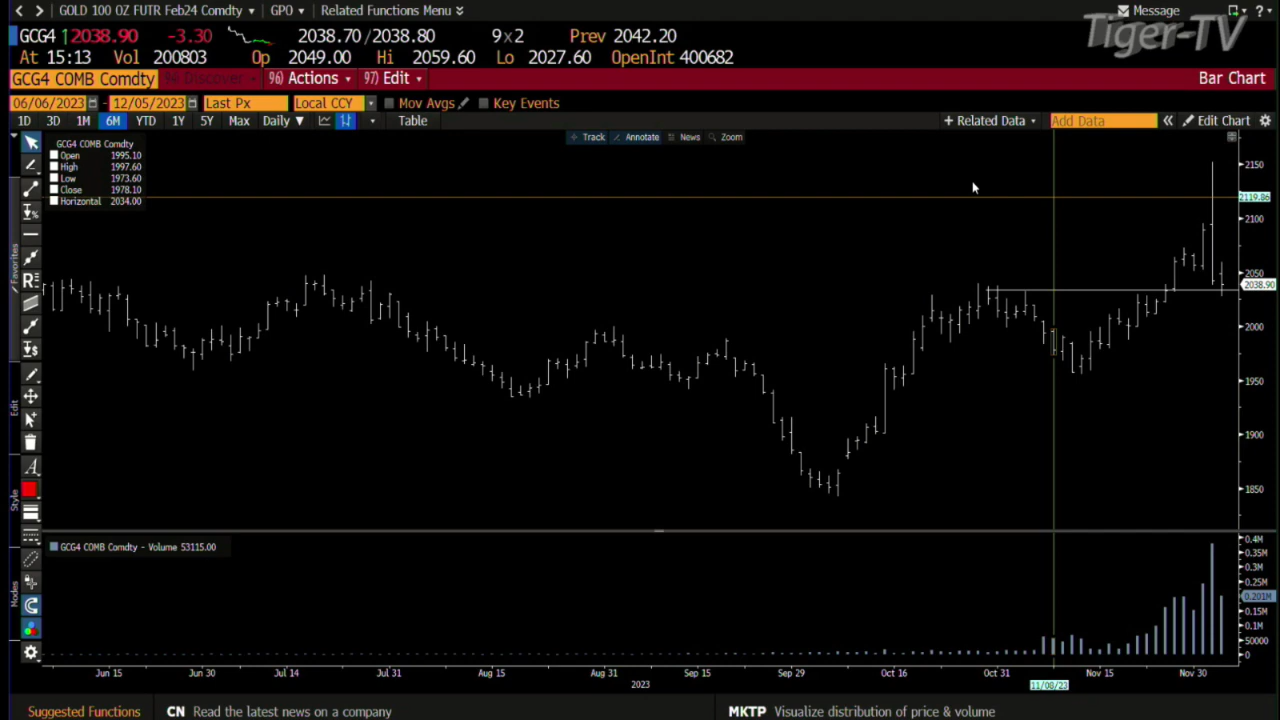 GOLD 100 OZ FUTR Feb24 Comdty GPO Related Functions Menu Message ?
Tiger-TV
GCG4 2038.90 -3.30 2038.70/2038.80 9x2 Prev 2042.20
At 15:13 Vol 200803 Op 2049.00 Hi 2059.60 Lo 2027.60 OpenInt 400682
GCG4 COMB Comdty 96) Discover 96) Actions 97) Edit Bar Chart
06/06/2023 - 12/05/2023 Last Px Local CCY Mov Avgs Key Events
1D 3D 1M 6M YTD 1Y 5Y Max Daily Table + Related Data Add Data « Edit Chart
Track Annotate News Zoom
GCG4 COMB Comdty
Open 1995.10
High 1997.60
Low 1973.60
Close 1978.10
Horizontal 2034.00
Favorites
Edit
Style
Modes
2150
2119.86
2100
2050
2038.90
2000
1950
1900
1850
GCG4 COMB Comdty - Volume 53115.00
0.4M
0.35M
0.3M
0.25M
0.201M
0.15M
0.1M
50000
0
Jun 15 Jun 30 Jul 14 Jul 31 Aug 15 Aug 31 Sep 15 Sep 29 Oct 16 Oct 31 Nov 15 Nov 30
2023 11/08/23
Suggested Functions CN Read the latest news on a company MKTP Visualize distribution of price & volume